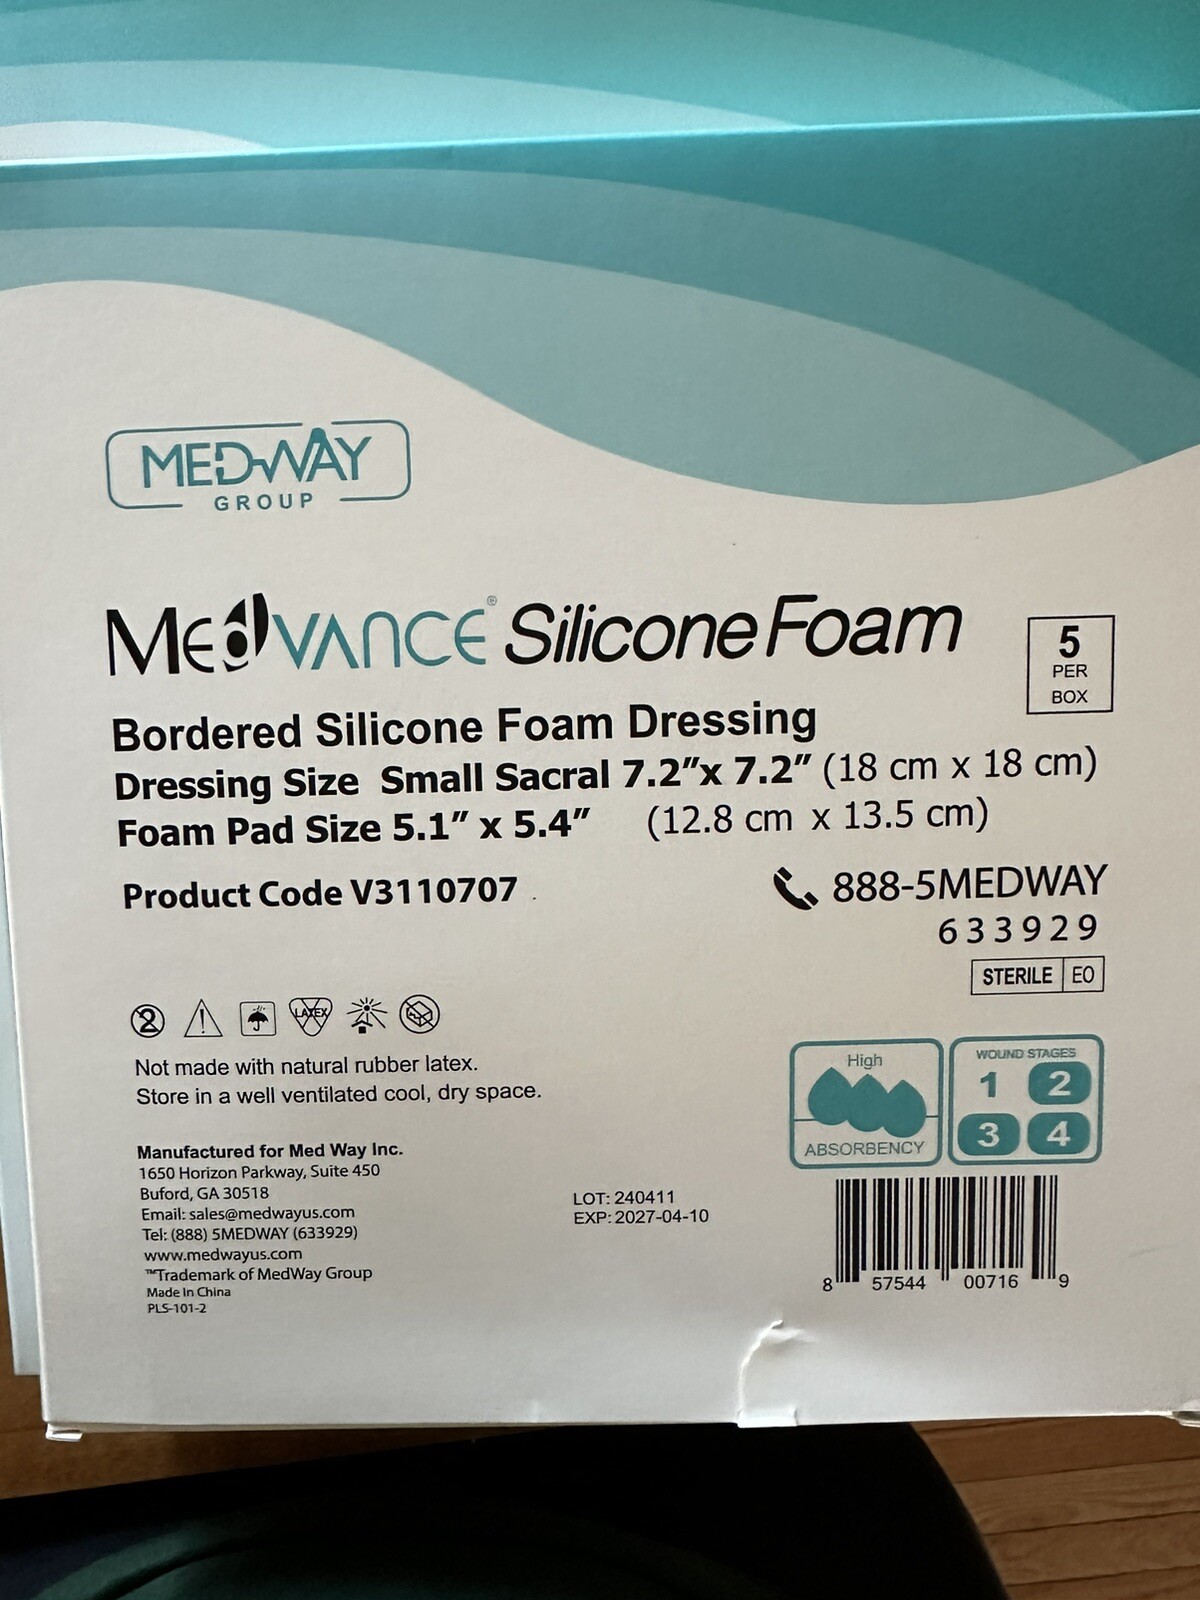 MEDWAY
GROUP
MEDVANCE® Silicone Foam
5
PER
BOX
Bordered Silicone Foam Dressing
Dressing Size Small Sacral 7.2″x 7.2″ (18 cm x 18 cm)
Foam Pad Size 5.1″ x 5.4″ (12.8 cm x 13.5 cm)
Product Code V3110707
888-5MEDWAY
633929
STERILE EO
2
LATEX
Not made with natural rubber latex.
Store in a well ventilated cool, dry space.
High
ABSORBENCY
WOUND STAGES
1 2
3 4
Manufactured for Med Way Inc.
1650 Horizon Parkway, Suite 450
Buford, GA 30518
Email: sales@medwayus.com
Tel: (888) 5MEDWAY (633929)
www.medwayus.com
™Trademark of MedWay Group
Made In China
PLS-101-2
LOT: 240411
EXP: 2027-04-10
8 57544 00716 9